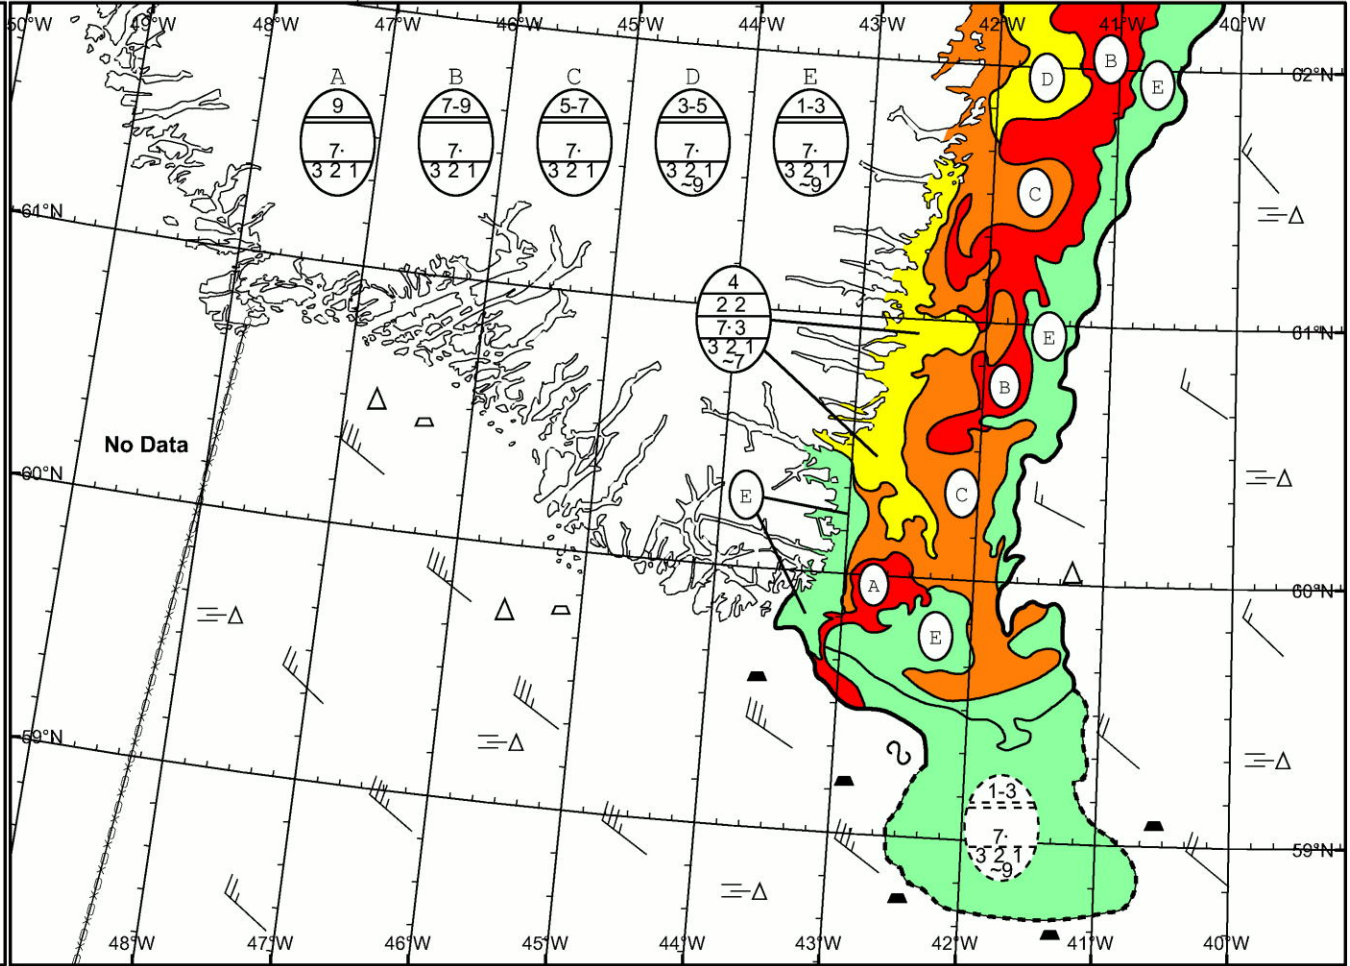 50°W 49°W 48°W 47°W 46°W 45°W 44°W 43°W 42°W 41°W 40°W
62°N
A B C D E
9 7-9 5-7 3-5 1-3
7· 7· 7· 7· 7·
3 2 1 3 2 1 3 2 1 3 2 1 3 2 1
~9 ~9
D B E
C
61°N
4
2 2
7· 3
3 2 1
~7
61°N
E
B
No Data
60°N
E
C
A
60°N
E
59°N
2
1-3
7·
3 2 1
~9
59°N
48°W 47°W 46°W 45°W 44°W 43°W 42°W 41°W 40°W